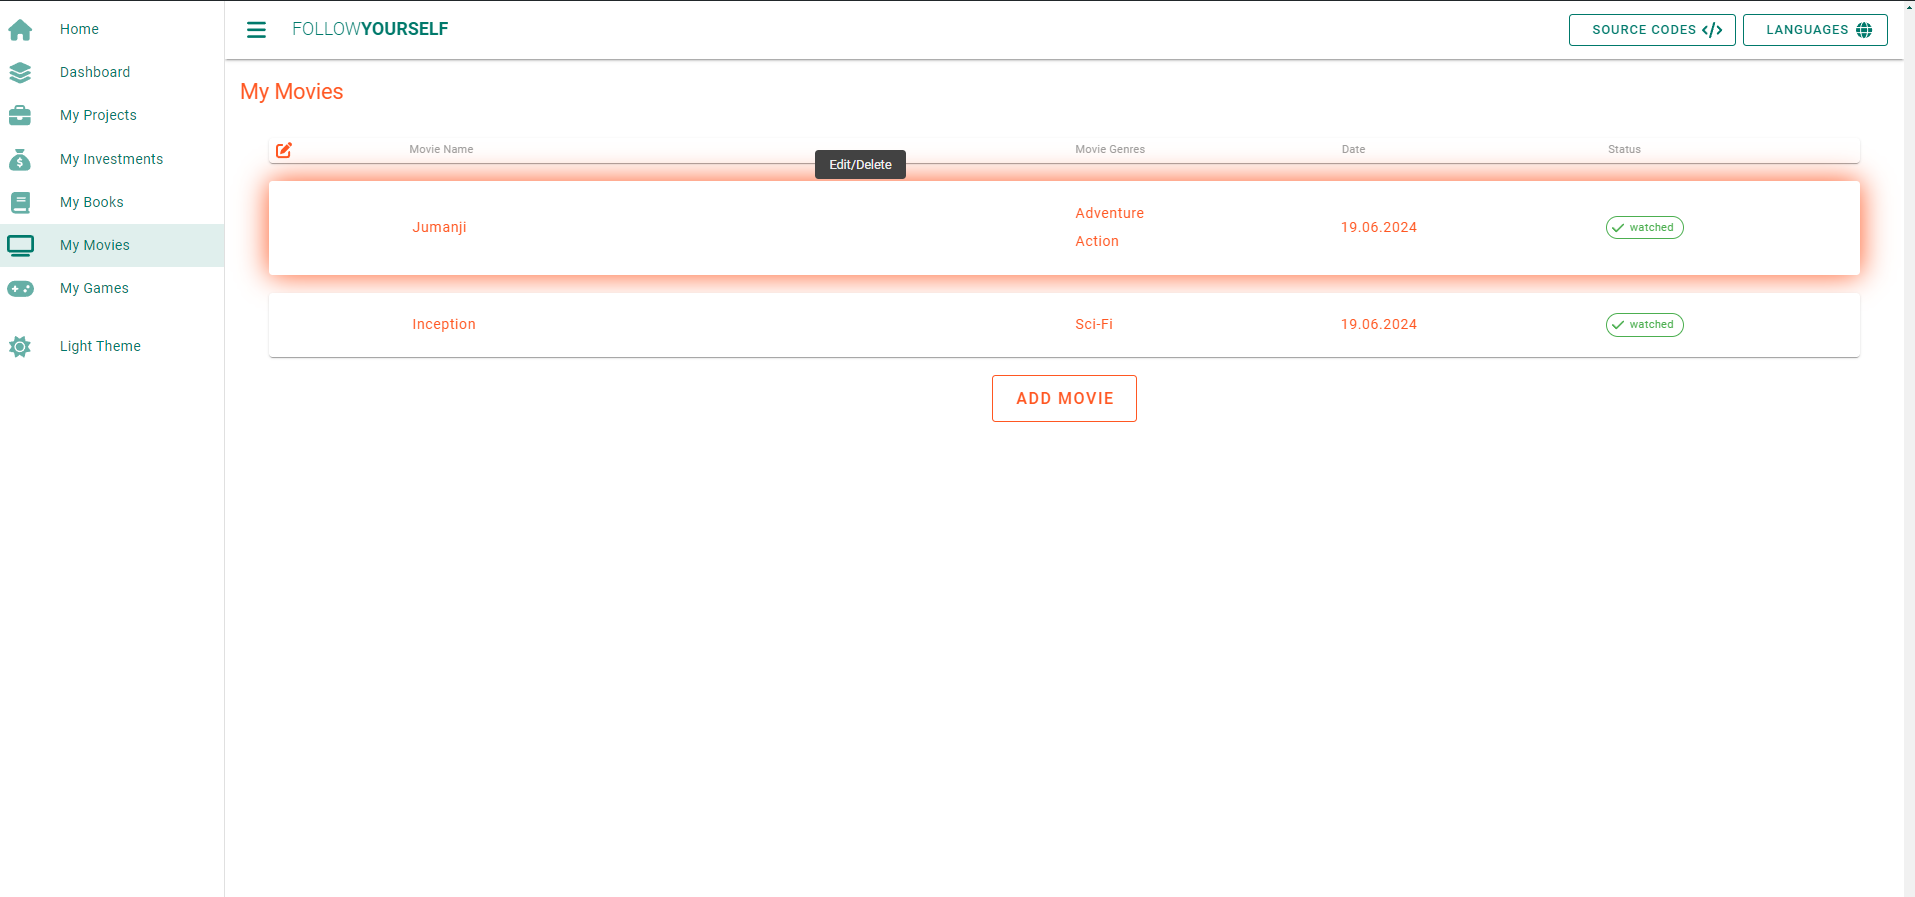 Home
Dashboard
My Projects
My Investments
My Books
My Movies
My Games
Light Theme
FOLLOWYOURSELF
SOURCE CODES </>
LANGUAGES
My Movies
Movie Name Movie Genres Date Status
Edit/Delete
Jumanji Adventure 19.06.2024 watched
Action
Inception Sci-Fi 19.06.2024 watched
ADD MOVIE